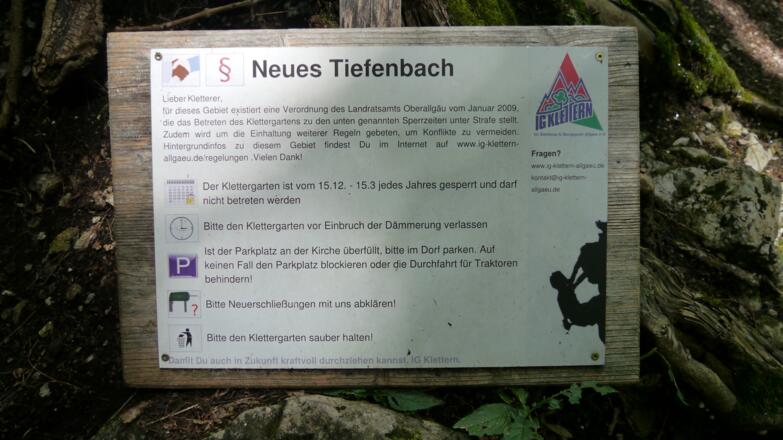 § Neues Tiefenbach
Lieber Kletterer,
für dieses Gebiet existiert eine Verordnung des Landratsamts Oberallgäu vom Januar 2009,
die das Betreten des Klettergartens zu den unten genannten Sperrzeiten unter Strafe stellt.
Zudem wird um die Einhaltung weiterer Regeln gebeten, um Konflikte zu vermeiden.
Hintergrundinfos zu diesem Gebiet findest Du im Internet auf www.ig-klettern-
allgaeu.de/regelungen .Vielen Dank!
Der Klettergarten ist vom 15.12. - 15.3 jedes Jahres gesperrt und darf
nicht betreten werden
Bitte den Klettergarten vor Einbruch der Dämmerung verlassen
P
Ist der Parkplatz an der Kirche überfüllt, bitte im Dorf parken. Auf
keinen Fall den Parkplatz blockieren oder die Durchfahrt für Traktoren
behindern!
?
Bitte Neuerschließungen mit uns abklären!
Bitte den Klettergarten sauber halten!
Damit Du auch in Zukunft kraftvoll durchziehen kannst, IG Klettern.
IG KLETTERN
Fragen?
www.ig-klettern-allgaeu.de
kontakt@ig-klettern-
allgaeu.de